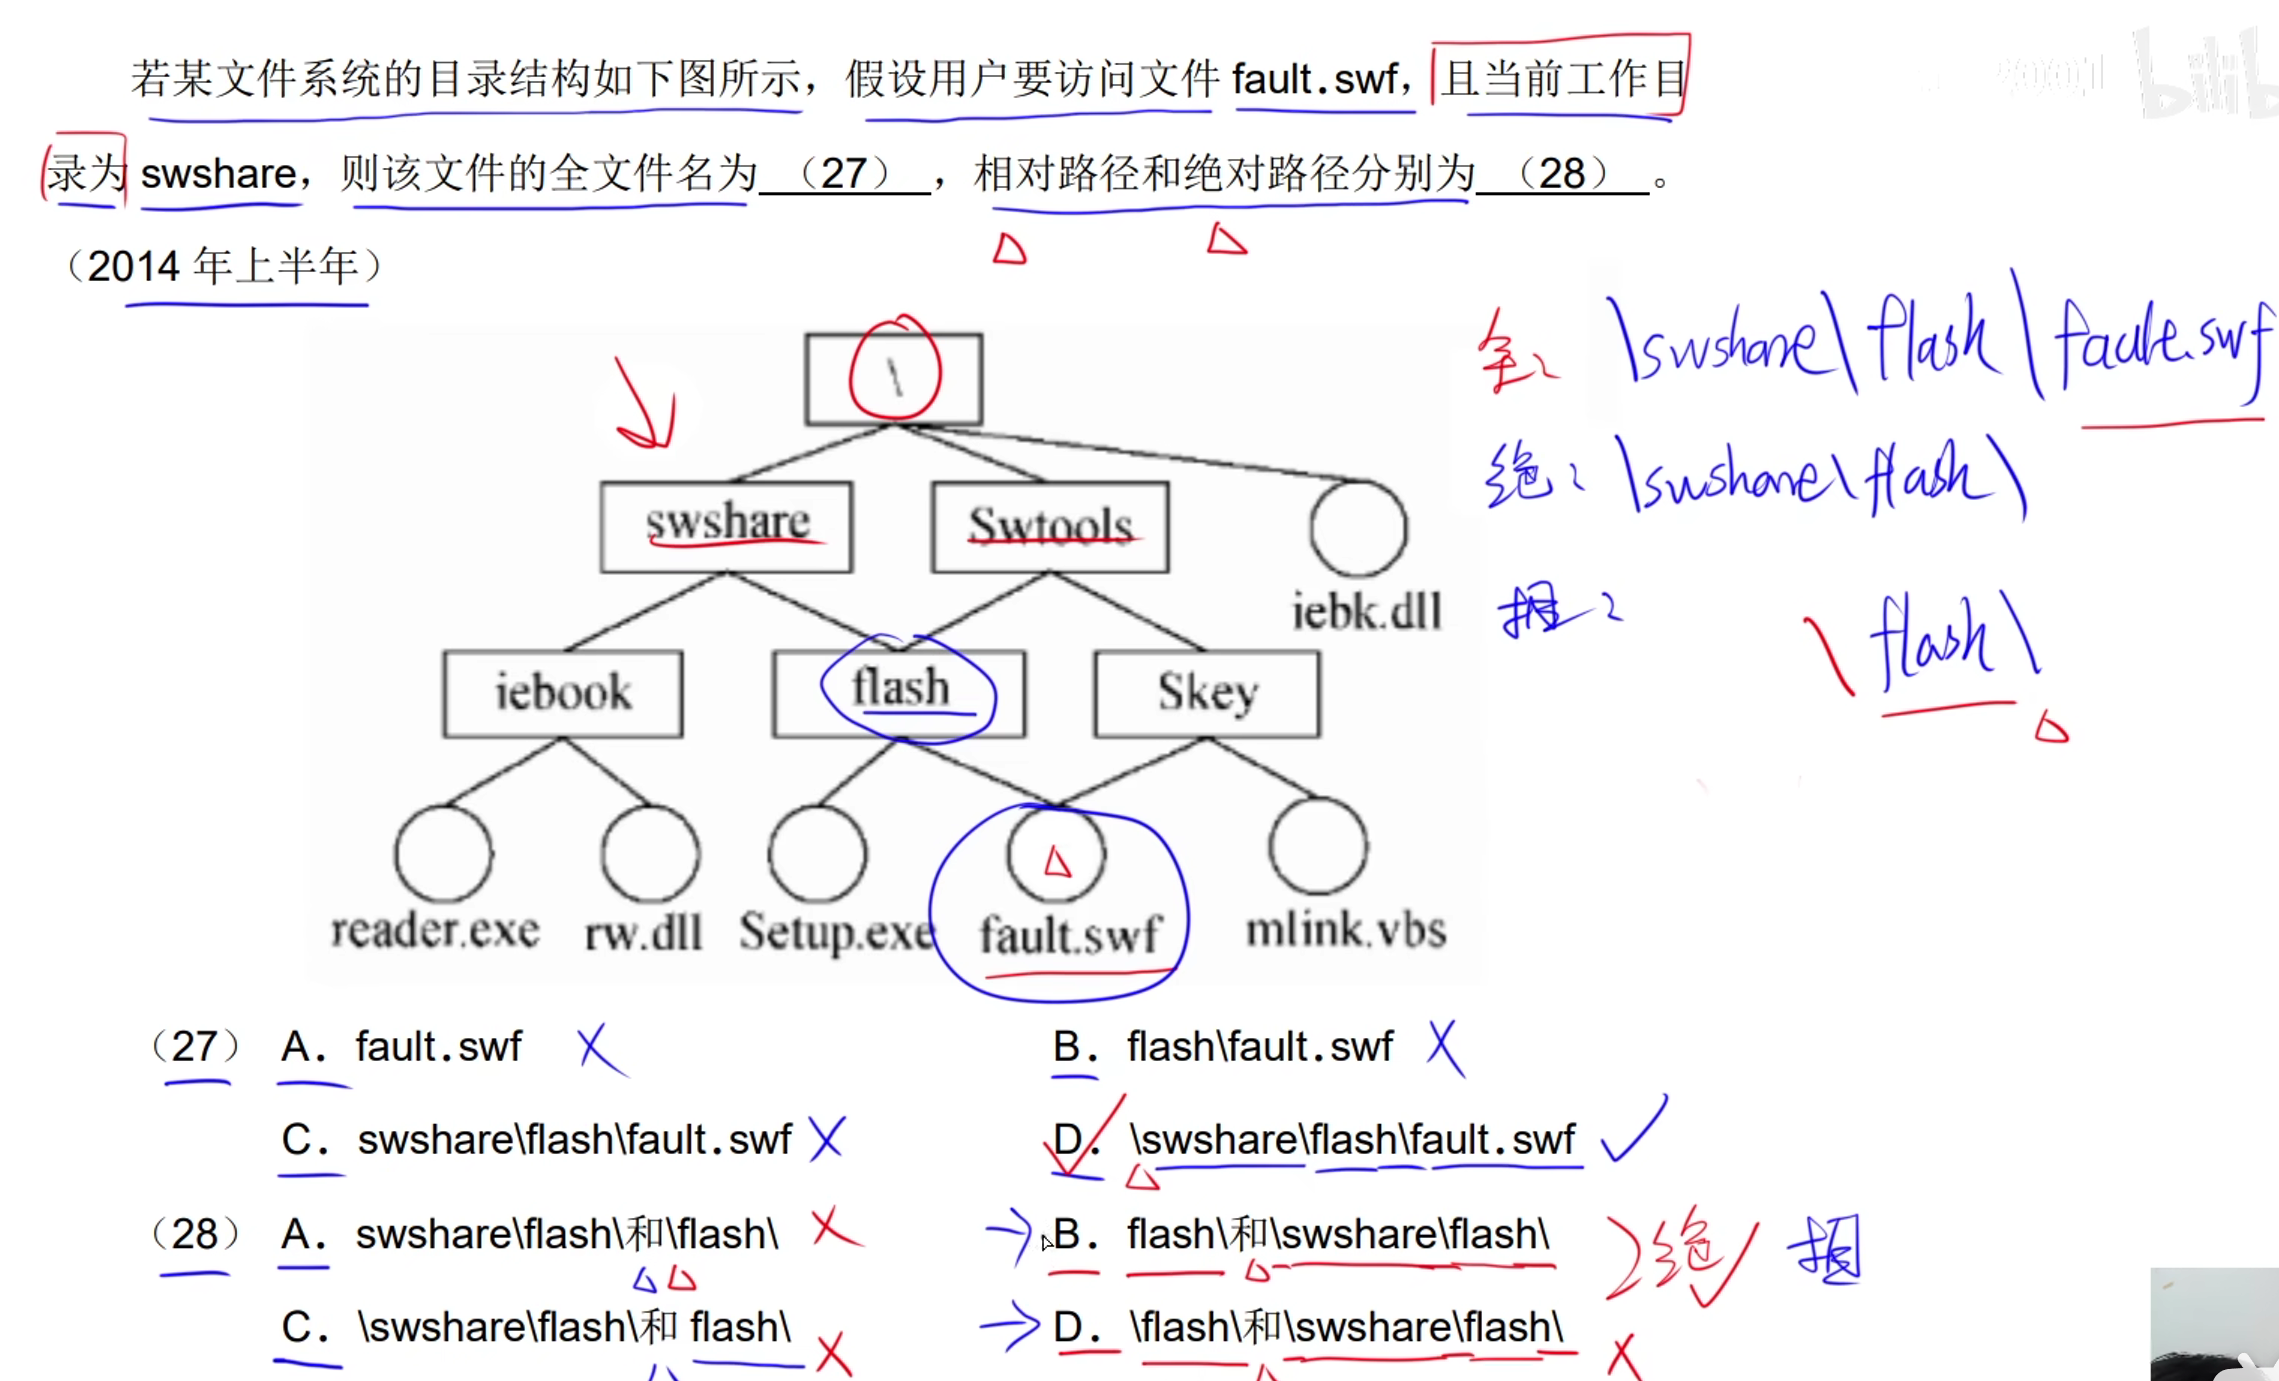 若某文件系统的目录结构如下图所示，假设用户要访问文件 fault.swf，且当前工作目
录为 swshare，则该文件的全文件名为 （27） ，相对路径和绝对路径分别为 （28） 。
（2014 年上半年）
\
swshare Swtools
iebk.dll
iebook flash Skey
reader.exe rw.dll Setup.exe fault.swf mlink.vbs
全: \swshare\flash\fault.swf
绝: \swshare\flash\
相:
\flash\
（27） A. fault.swf B. flash\fault.swf
C. swshare\flash\fault.swf D. \swshare\flash\fault.swf
（28） A. swshare\flash\和\flash\ B. flash\和\swshare\flash\ 绝 相
C. \swshare\flash\和 flash\ D. \flash\和\swshare\flash\
bilib